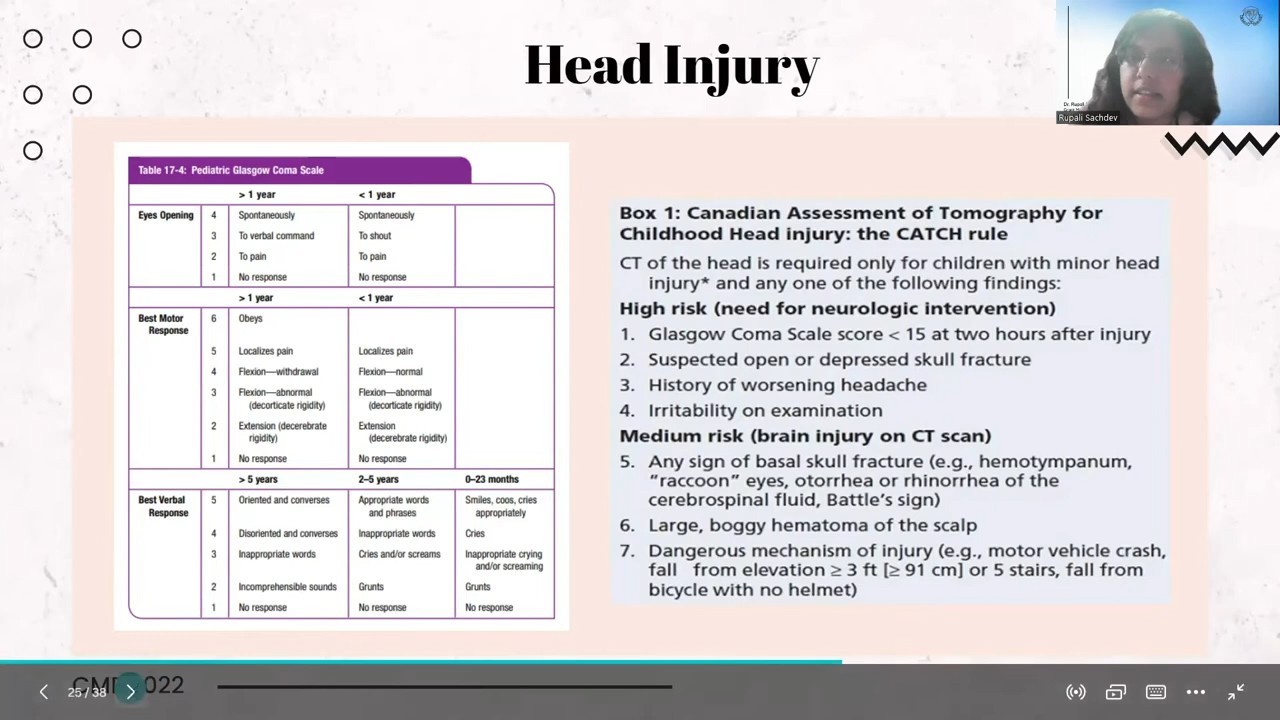 Head Injury
Dr. Rupali
Rupali Sachdev
Table 17-4: Pediatric Glasgow Coma Scale
> 1 year < 1 year
Eyes Opening 4 Spontaneously Spontaneously
3 To verbal command To shout
2 To pain To pain
1 No response No response
> 1 year < 1 year
Best Motor 6 Obeys
Response
5 Localizes pain Localizes pain
4 Flexion—withdrawal Flexion—normal
3 Flexion—abnormal Flexion—abnormal
(decorticate rigidity) (decorticate rigidity)
2 Extension (decerebrate Extension
rigidity) (decerebrate rigidity)
1 No response No response
> 5 years 2–5 years 0–23 months
Best Verbal 5 Oriented and converses Appropriate words Smiles, coos, cries
Response and phrases appropriately
4 Disoriented and converses Inappropriate words Cries
3 Inappropriate words Cries and/or screams Inappropriate crying
and/or screaming
2 Incomprehensible sounds Grunts Grunts
1 No response No response No response
Box 1: Canadian Assessment of Tomography for
Childhood Head injury: the CATCH rule
CT of the head is required only for children with minor head
injury* and any one of the following findings:
High risk (need for neurologic intervention)
1. Glasgow Coma Scale score < 15 at two hours after injury
2. Suspected open or depressed skull fracture
3. History of worsening headache
4. Irritability on examination
Medium risk (brain injury on CT scan)
5. Any sign of basal skull fracture (e.g., hemotympanum,
"raccoon" eyes, otorrhea or rhinorrhea of the
cerebrospinal fluid, Battle's sign)
6. Large, boggy hematoma of the scalp
7. Dangerous mechanism of injury (e.g., motor vehicle crash,
fall from elevation ≥ 3 ft [≥ 91 cm] or 5 stairs, fall from
bicycle with no helmet)
25 / 38
022